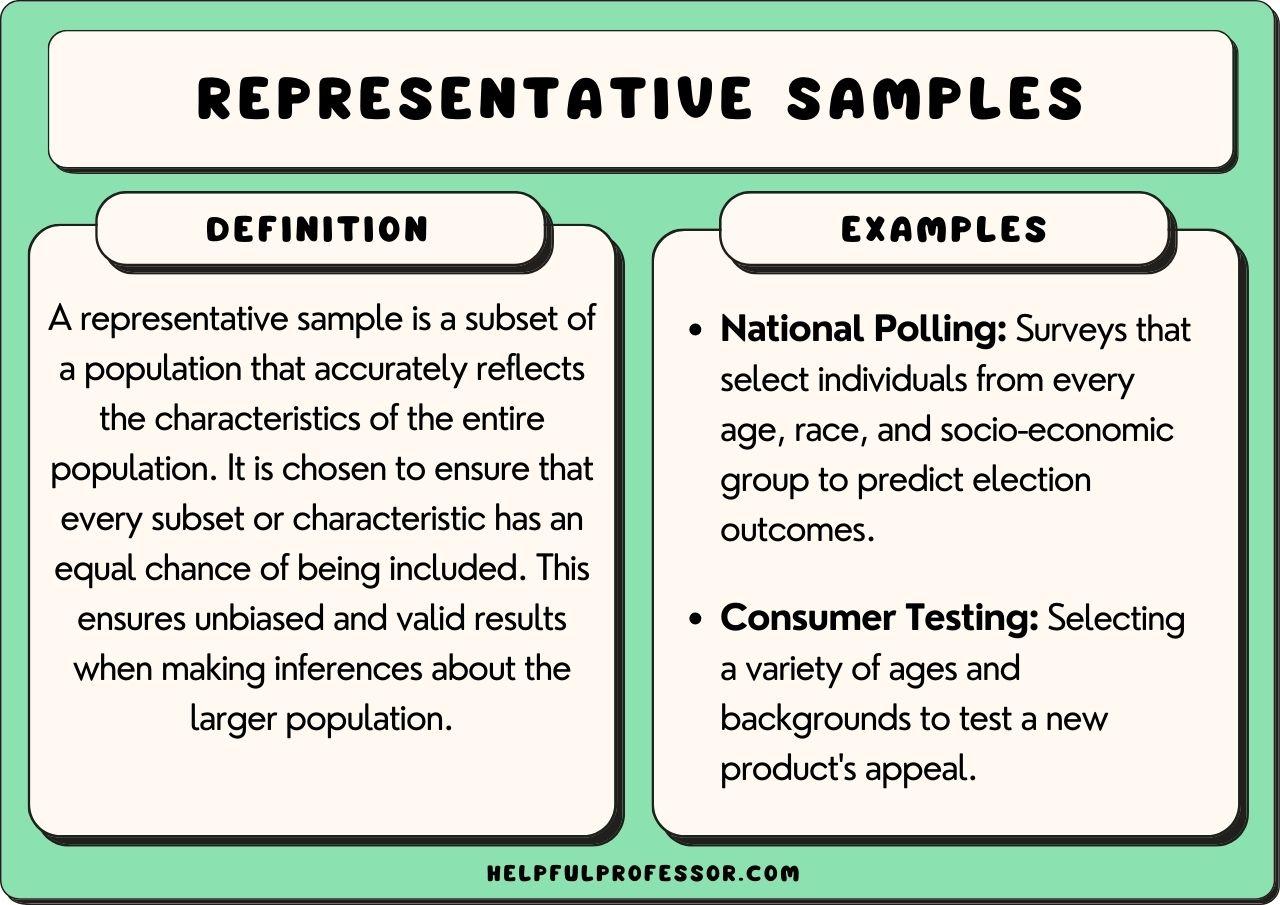 REPRESENTATIVE SAMPLES
DEFINITION
A representative sample is a subset of
a population that accurately reflects
the characteristics of the entire
population. It is chosen to ensure that
every subset or characteristic has an
equal chance of being included. This
ensures unbiased and valid results
when making inferences about the
larger population.
EXAMPLES
• National Polling: Surveys that
select individuals from every
age, race, and socio-economic
group to predict election
outcomes.
• Consumer Testing: Selecting
a variety of ages and
backgrounds to test a new
product's appeal.
HELPFULPROFESSOR.COM